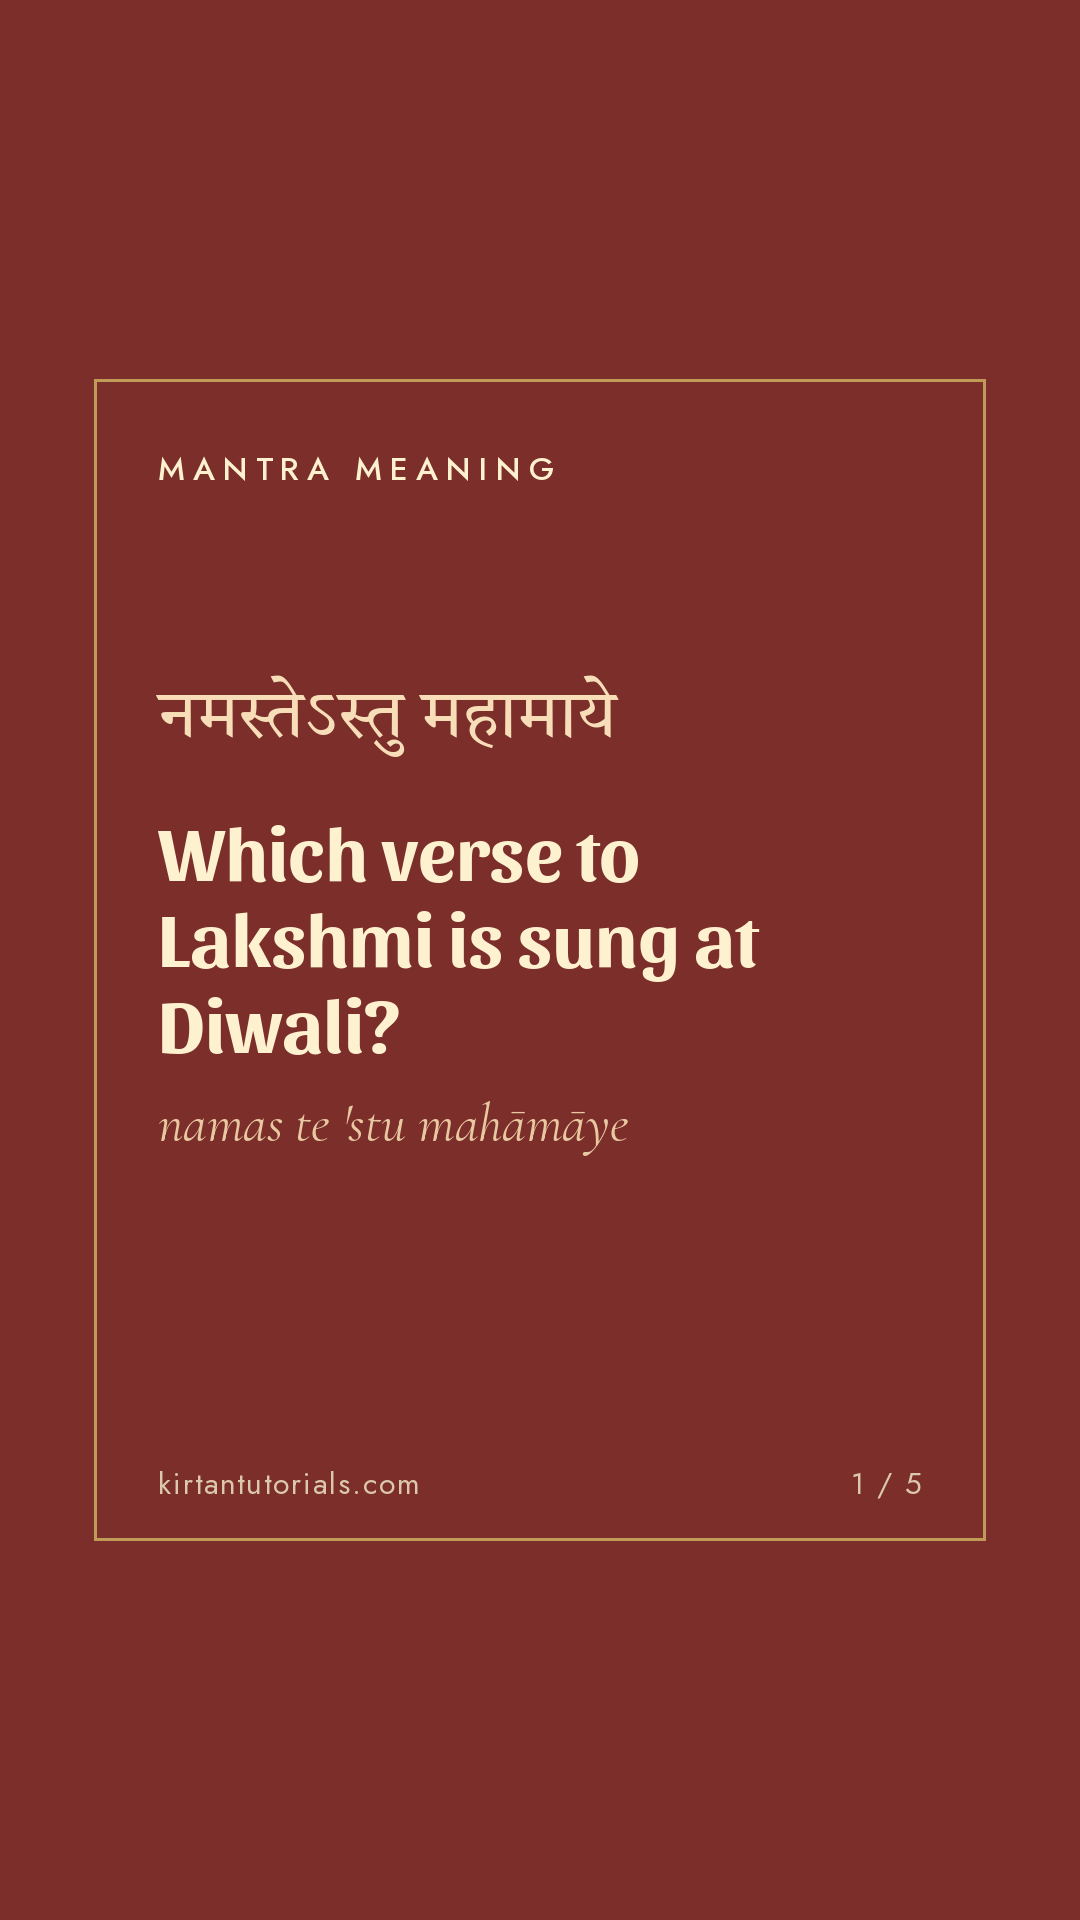 MANTRA MEANING
नमस्तेऽस्तु महामाये
Which verse to
Lakshmi is sung at
Diwali?
namas te 'stu mahāmāye
kirtantutorials.com
1 / 5